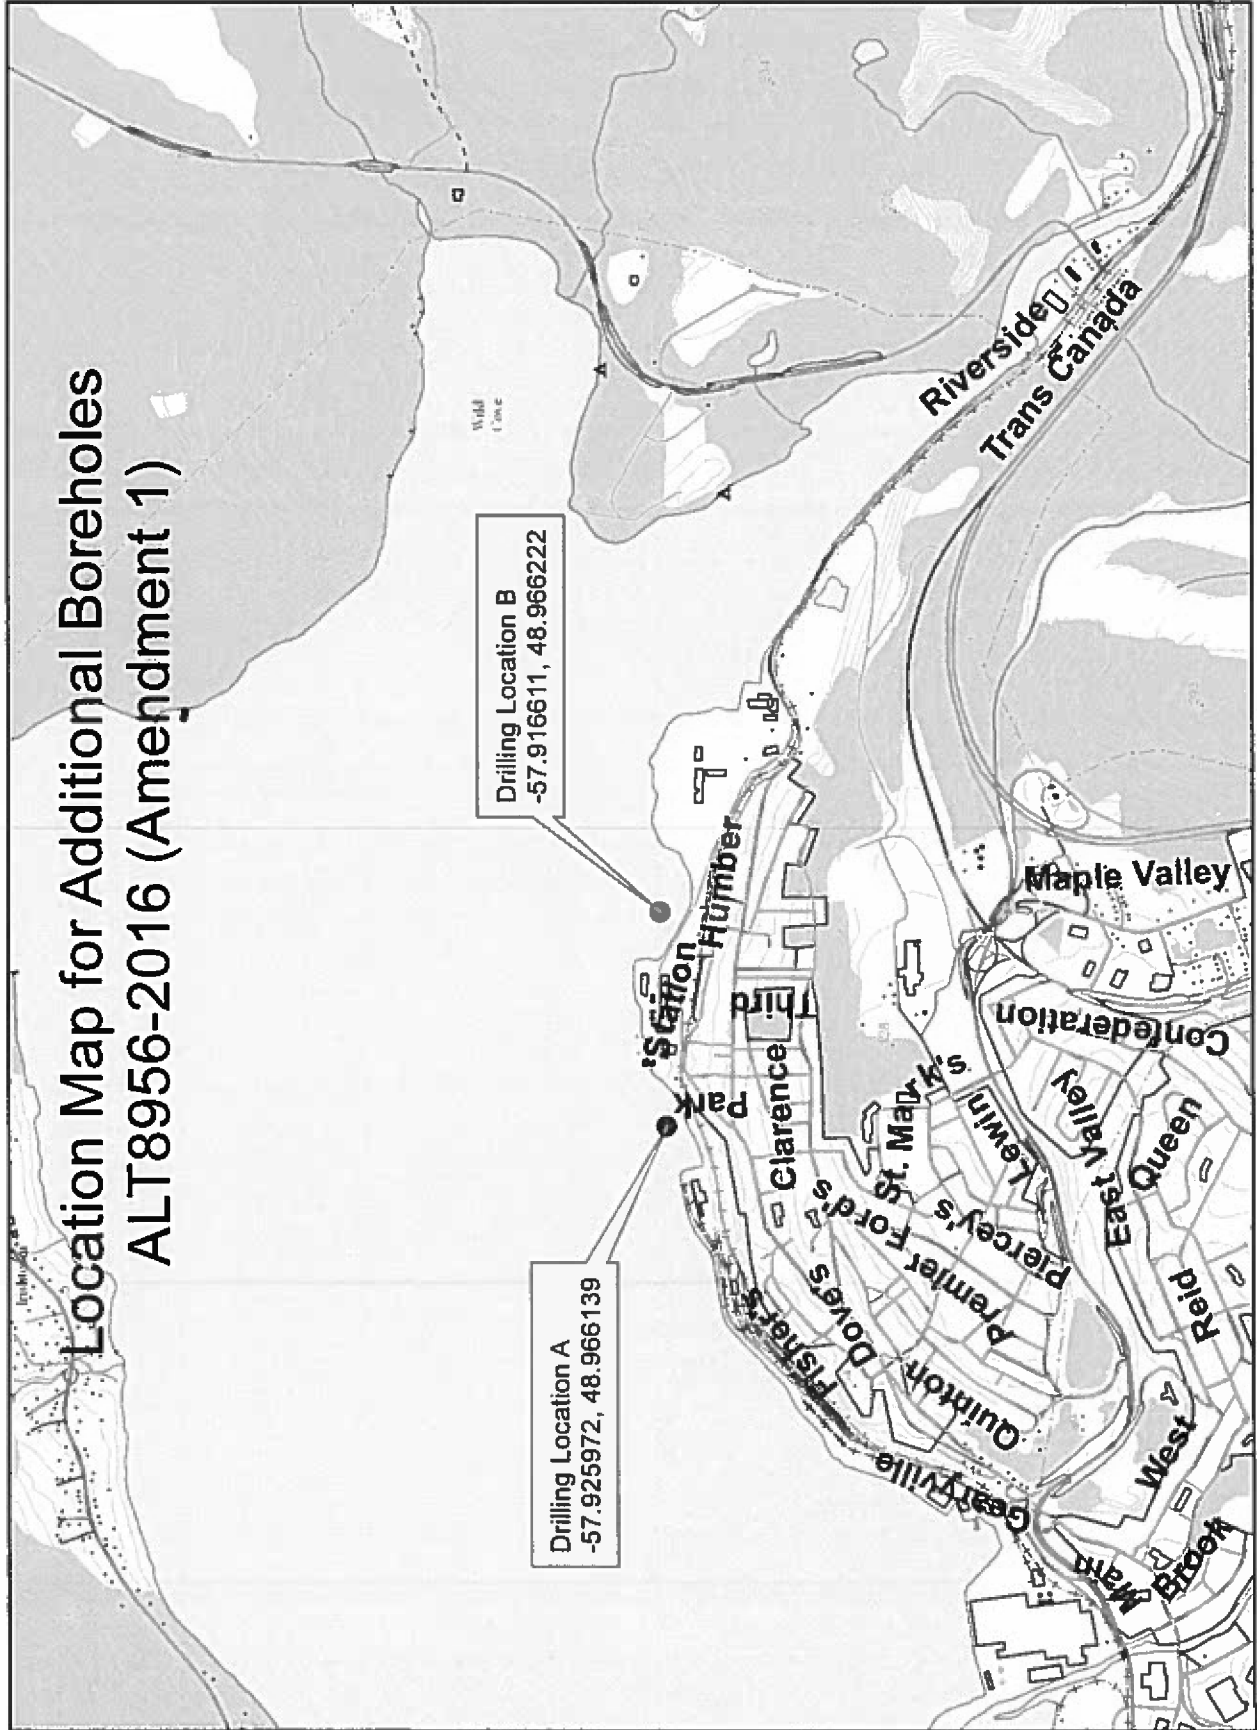 Location Map for Additional Boreholes
ALT8956-2016 (Amendment 1)
Wild
Cove
Drilling Location A
-57.925972, 48.966139
Drilling Location B
-57.916611, 48.966222
Riverside
Trans Canada
Station
Humber
Park
Third
Clarence
Maple Valley
Confederation
St. Mark's
Lewin
East Valley
Queen
Ford's
Piercey's
Premier
Fisher's
Dove's
Quinton
Reid
Gearyville
West
Main
Brook